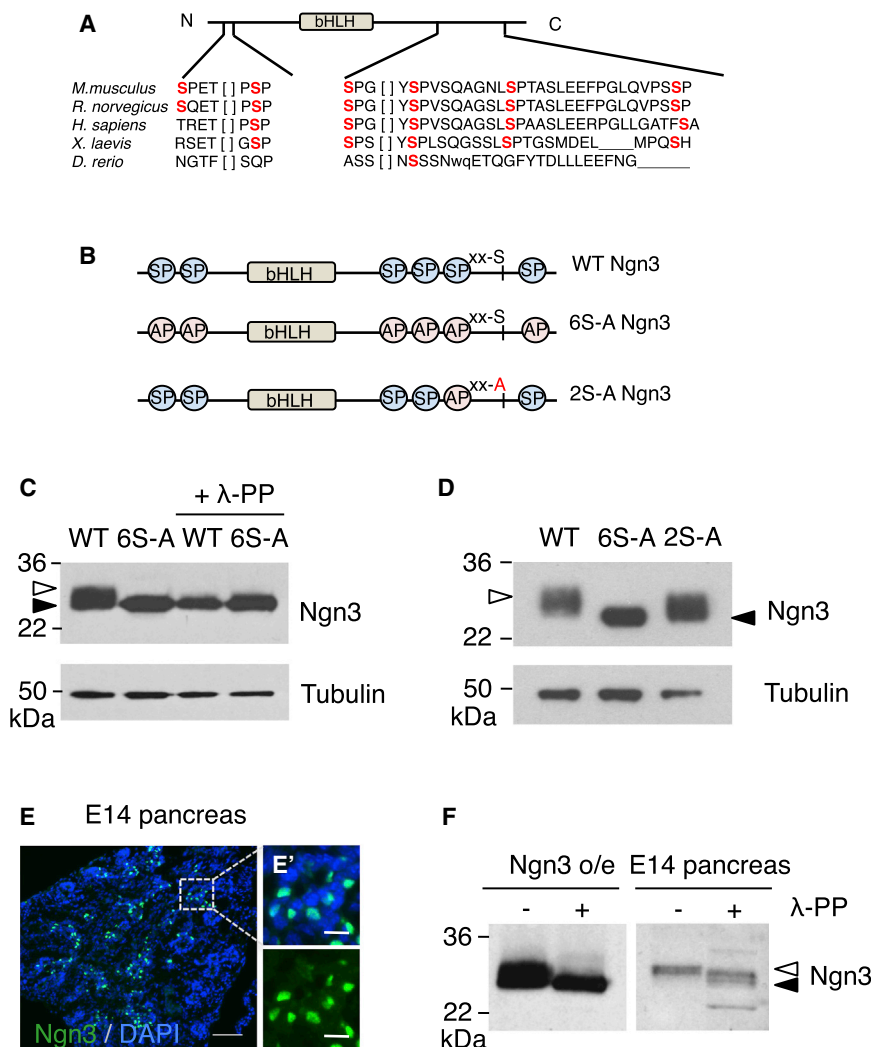 A
N bHLH C
M.musculus SPET [ ] PSP SPG [ ] YSPVSQAGNLSPTASLEEFPGLQVPSSP
R. norvegicus SQET [ ] PSP SPG [ ] YSPVSQAGNLSPTASLEEFPGLQVPSSP
H. sapiens TRET [ ] PSP SPG [ ] YSPVSQAGSLSPAASLEERPGLLGATFSA
X. laevis RSET [ ] GSP SPS [ ] YSPLSQGSSLSPTGSMDEL____MPQSH
D. rerio NGTF [ ] SQP ASS [ ] NSSSNwqETQGFYTDLLLEEFNG______
B
SP SP bHLH SP SP SP xx-S SP WT Ngn3
AP AP bHLH AP AP AP xx-S AP 6S-A Ngn3
SP SP bHLH SP SP AP xx-A SP 2S-A Ngn3
C
+ λ-PP
WT 6S-A WT 6S-A
36
22
Ngn3
50
kDa
Tubulin
D
WT 6S-A 2S-A
36
22
Ngn3
50
kDa
Tubulin
E E14 pancreas
E'
Ngn3 / DAPI
F
Ngn3 o/e E14 pancreas
- + - + λ-PP
36
22
kDa
Ngn3